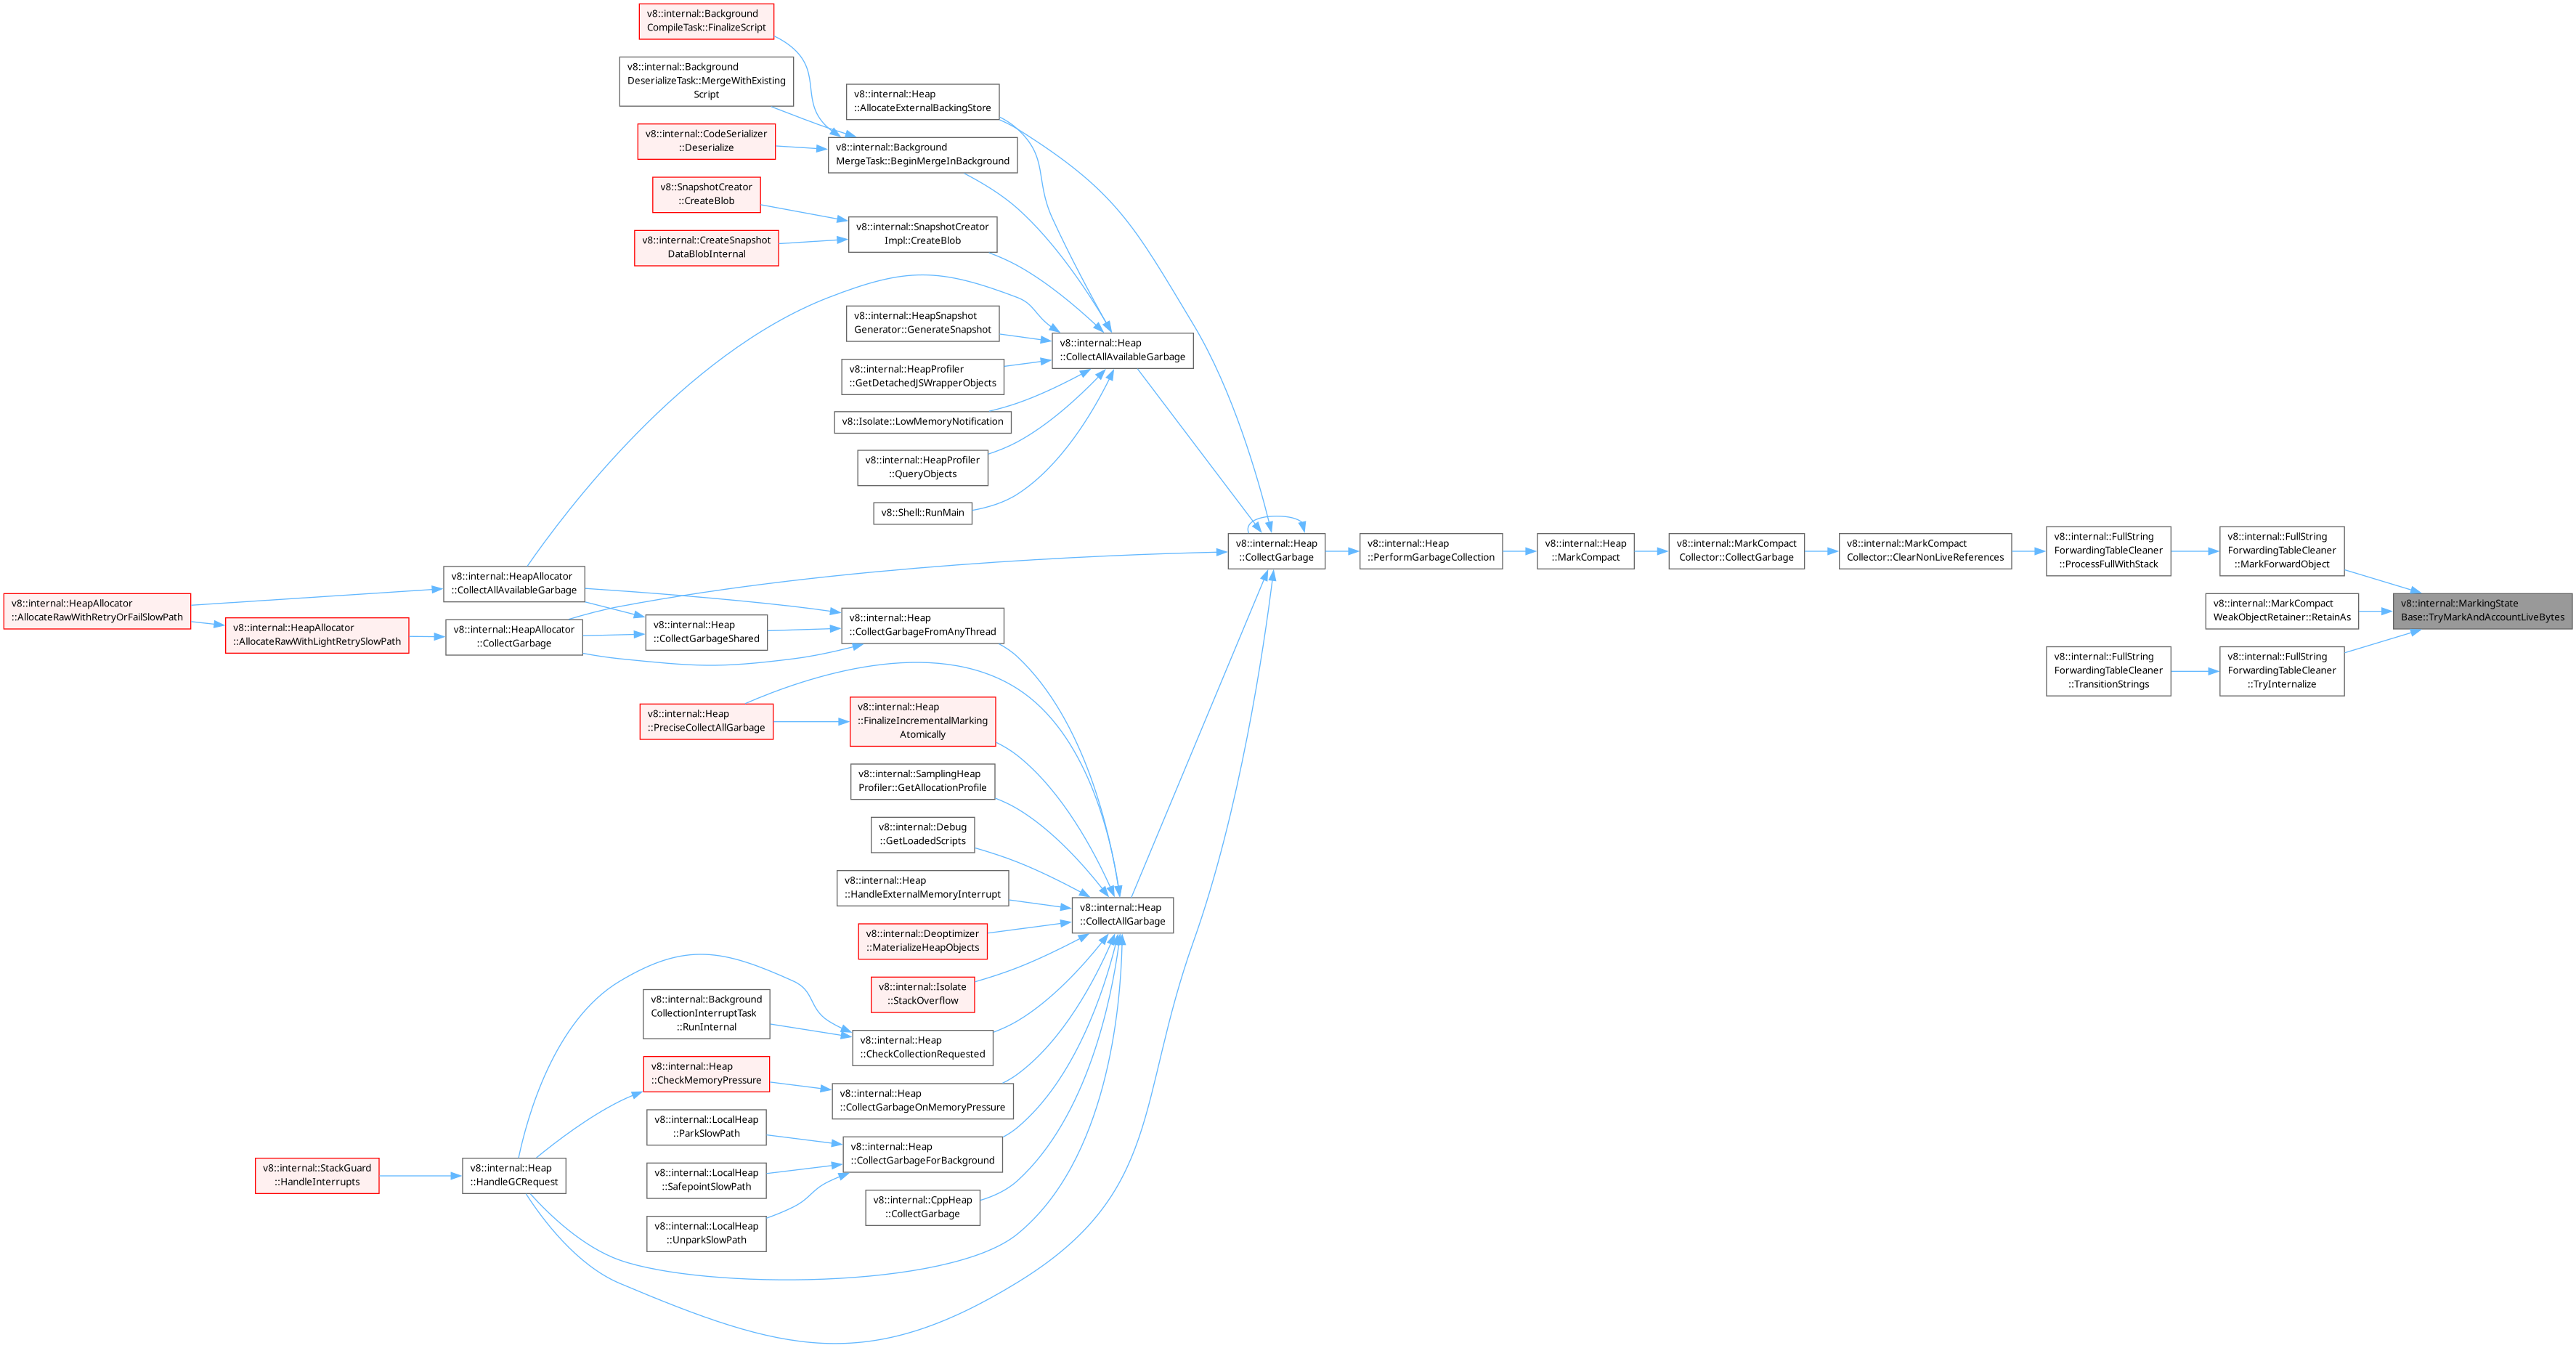 v8::internal::Background
CompileTask::FinalizeScript
v8::internal::Background
DeserializeTask::MergeWithExisting
Script
v8::internal::Heap
::AllocateExternalBackingStore
v8::internal::CodeSerializer
::Deserialize
v8::internal::Background
MergeTask::BeginMergeInBackground
v8::SnapshotCreator
::CreateBlob
v8::internal::SnapshotCreator
Impl::CreateBlob
v8::internal::CreateSnapshot
DataBlobInternal
v8::internal::HeapSnapshot
Generator::GenerateSnapshot
v8::internal::Heap
::CollectAllAvailableGarbage
v8::internal::HeapProfiler
::GetDetachedJSWrapperObjects
v8::Isolate::LowMemoryNotification
v8::internal::HeapProfiler
::QueryObjects
v8::Shell::RunMain
v8::internal::Heap
::CollectGarbage
v8::internal::Heap
::PerformGarbageCollection
v8::internal::Heap
::MarkCompact
v8::internal::MarkCompact
Collector::CollectGarbage
v8::internal::MarkCompact
Collector::ClearNonLiveReferences
v8::internal::FullString
ForwardingTableCleaner
::ProcessFullWithStack
v8::internal::FullString
ForwardingTableCleaner
::MarkForwardObject
v8::internal::HeapAllocator
::CollectAllAvailableGarbage
v8::internal::HeapAllocator
::AllocateRawWithRetryOrFailSlowPath
v8::internal::HeapAllocator
::AllocateRawWithLightRetrySlowPath
v8::internal::HeapAllocator
::CollectGarbage
v8::internal::Heap
::CollectGarbageShared
v8::internal::Heap
::CollectGarbageFromAnyThread
v8::internal::MarkCompact
WeakObjectRetainer::RetainAs
v8::internal::MarkingState
Base::TryMarkAndAccountLiveBytes
v8::internal::FullString
ForwardingTableCleaner
::TransitionStrings
v8::internal::FullString
ForwardingTableCleaner
::TryInternalize
v8::internal::Heap
::PreciseCollectAllGarbage
v8::internal::Heap
::FinalizeIncrementalMarking
Atomically
v8::internal::SamplingHeap
Profiler::GetAllocationProfile
v8::internal::Debug
::GetLoadedScripts
v8::internal::Heap
::HandleExternalMemoryInterrupt
v8::internal::Heap
::CollectAllGarbage
v8::internal::Deoptimizer
::MaterializeHeapObjects
v8::internal::Isolate
::StackOverflow
v8::internal::Background
CollectionInterruptTask
::RunInternal
v8::internal::Heap
::CheckCollectionRequested
v8::internal::Heap
::CheckMemoryPressure
v8::internal::Heap
::CollectGarbageOnMemoryPressure
v8::internal::LocalHeap
::ParkSlowPath
v8::internal::Heap
::CollectGarbageForBackground
v8::internal::StackGuard
::HandleInterrupts
v8::internal::Heap
::HandleGCRequest
v8::internal::LocalHeap
::SafepointSlowPath
v8::internal::CppHeap
::CollectGarbage
v8::internal::LocalHeap
::UnparkSlowPath